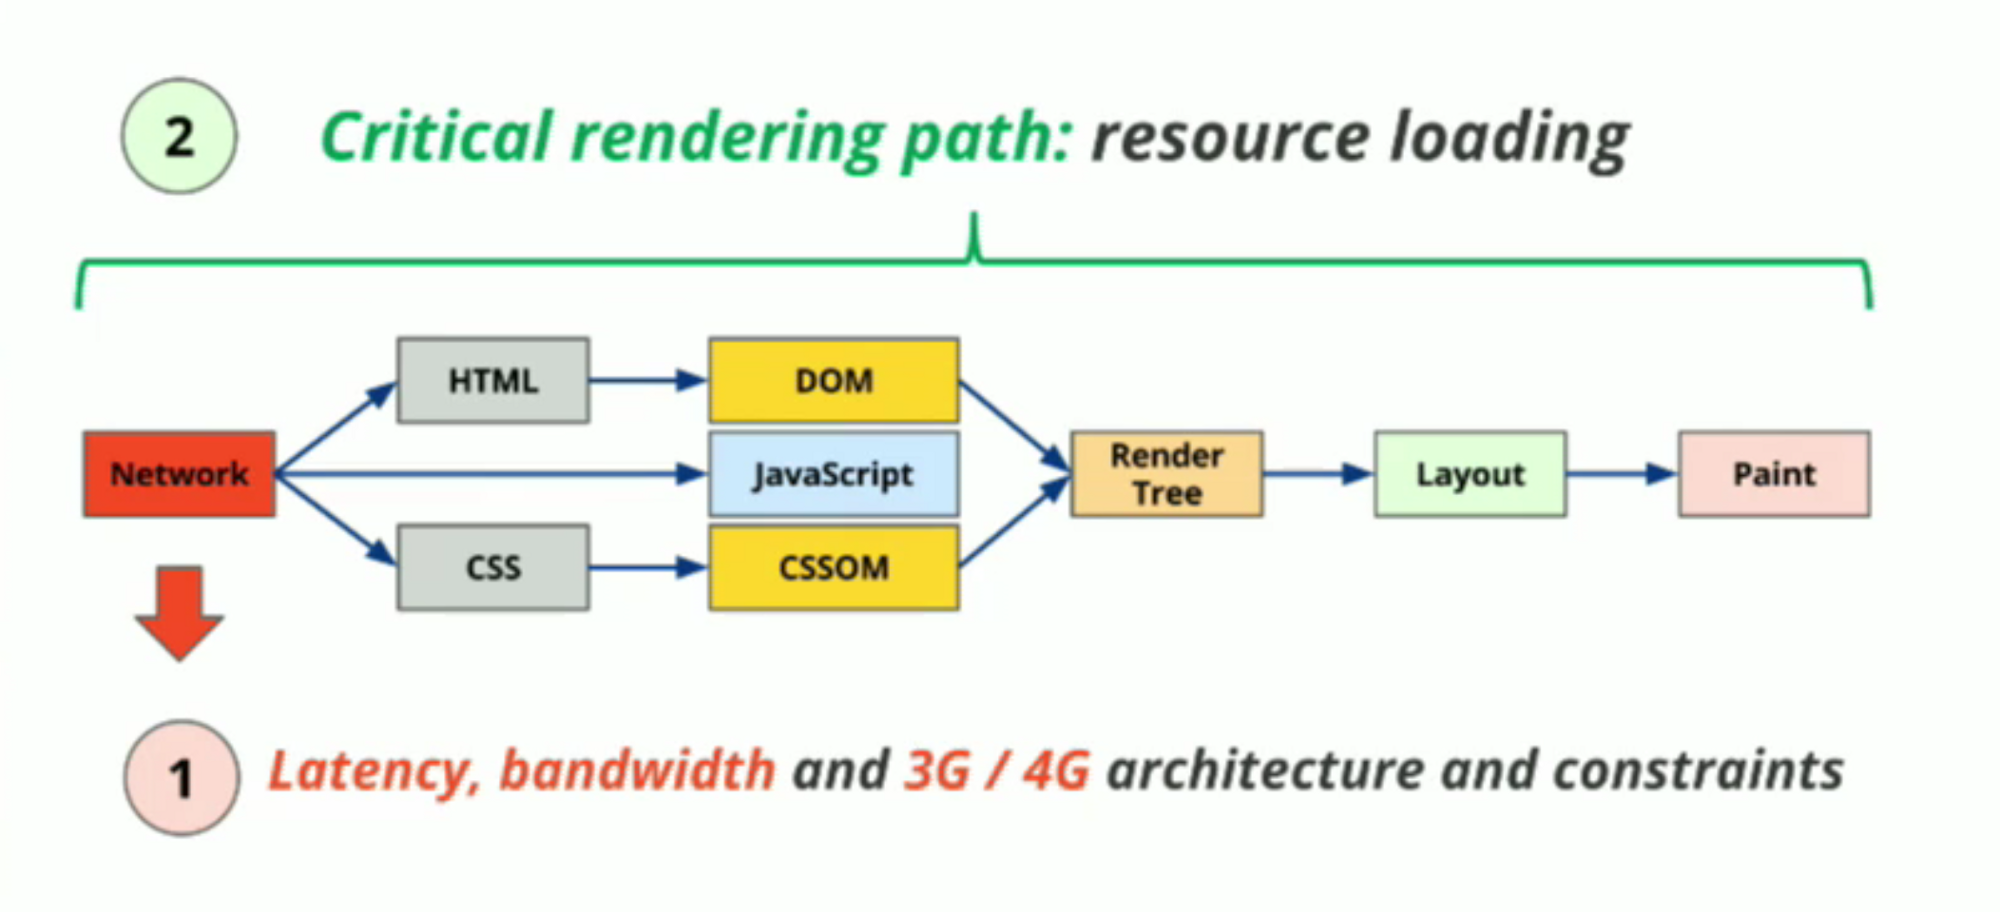 2
Critical rendering path: resource loading
HTML
DOM
Network
JavaScript
Render
Tree
Layout
Paint
CSS
CSSOM
1
Latency, bandwidth and 3G / 4G architecture and constraints